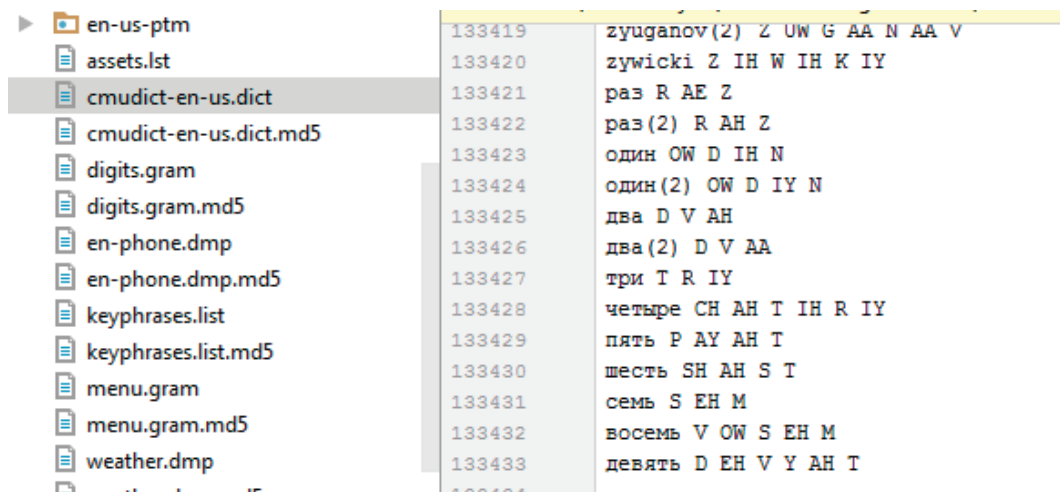 en-us-ptm
assets.lst
cmudict-en-us.dict
cmudict-en-us.dict.md5
digits.gram
digits.gram.md5
en-phone.dmp
en-phone.dmp.md5
keyphrases.list
keyphrases.list.md5
menu.gram
menu.gram.md5
weather.dmp
133419 zyuganov(2) Z UW G AA N AA V
133420 zywicki Z IH W IH K IY
133421 раз R AE Z
133422 раз(2) R AH Z
133423 один OW D IH N
133424 один(2) OW D IY N
133425 два D V AH
133426 два(2) D V AA
133427 три T R IY
133428 четыре CH AH T IH R IY
133429 пять P AY AH T
133430 шесть SH AH S T
133431 семь S EH M
133432 восемь V OW S EH M
133433 девять D EH V Y AH T